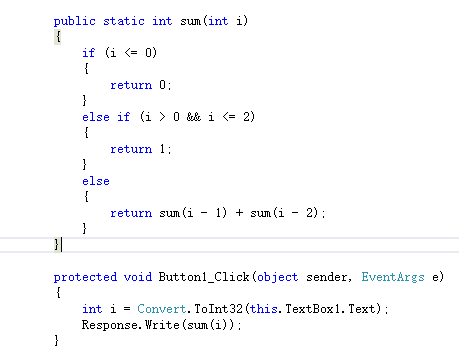 public static int sum(int i)
{
if (i <= 0)
{
return 0;
}
else if (i > 0 && i <= 2)
{
return 1;
}
else
{
return sum(i - 1) + sum(i - 2);
}
}
protected void Button1_Click(object sender, EventArgs e)
{
int i = Convert.ToInt32(this.TextBox1.Text);
Response.Write(sum(i));
}